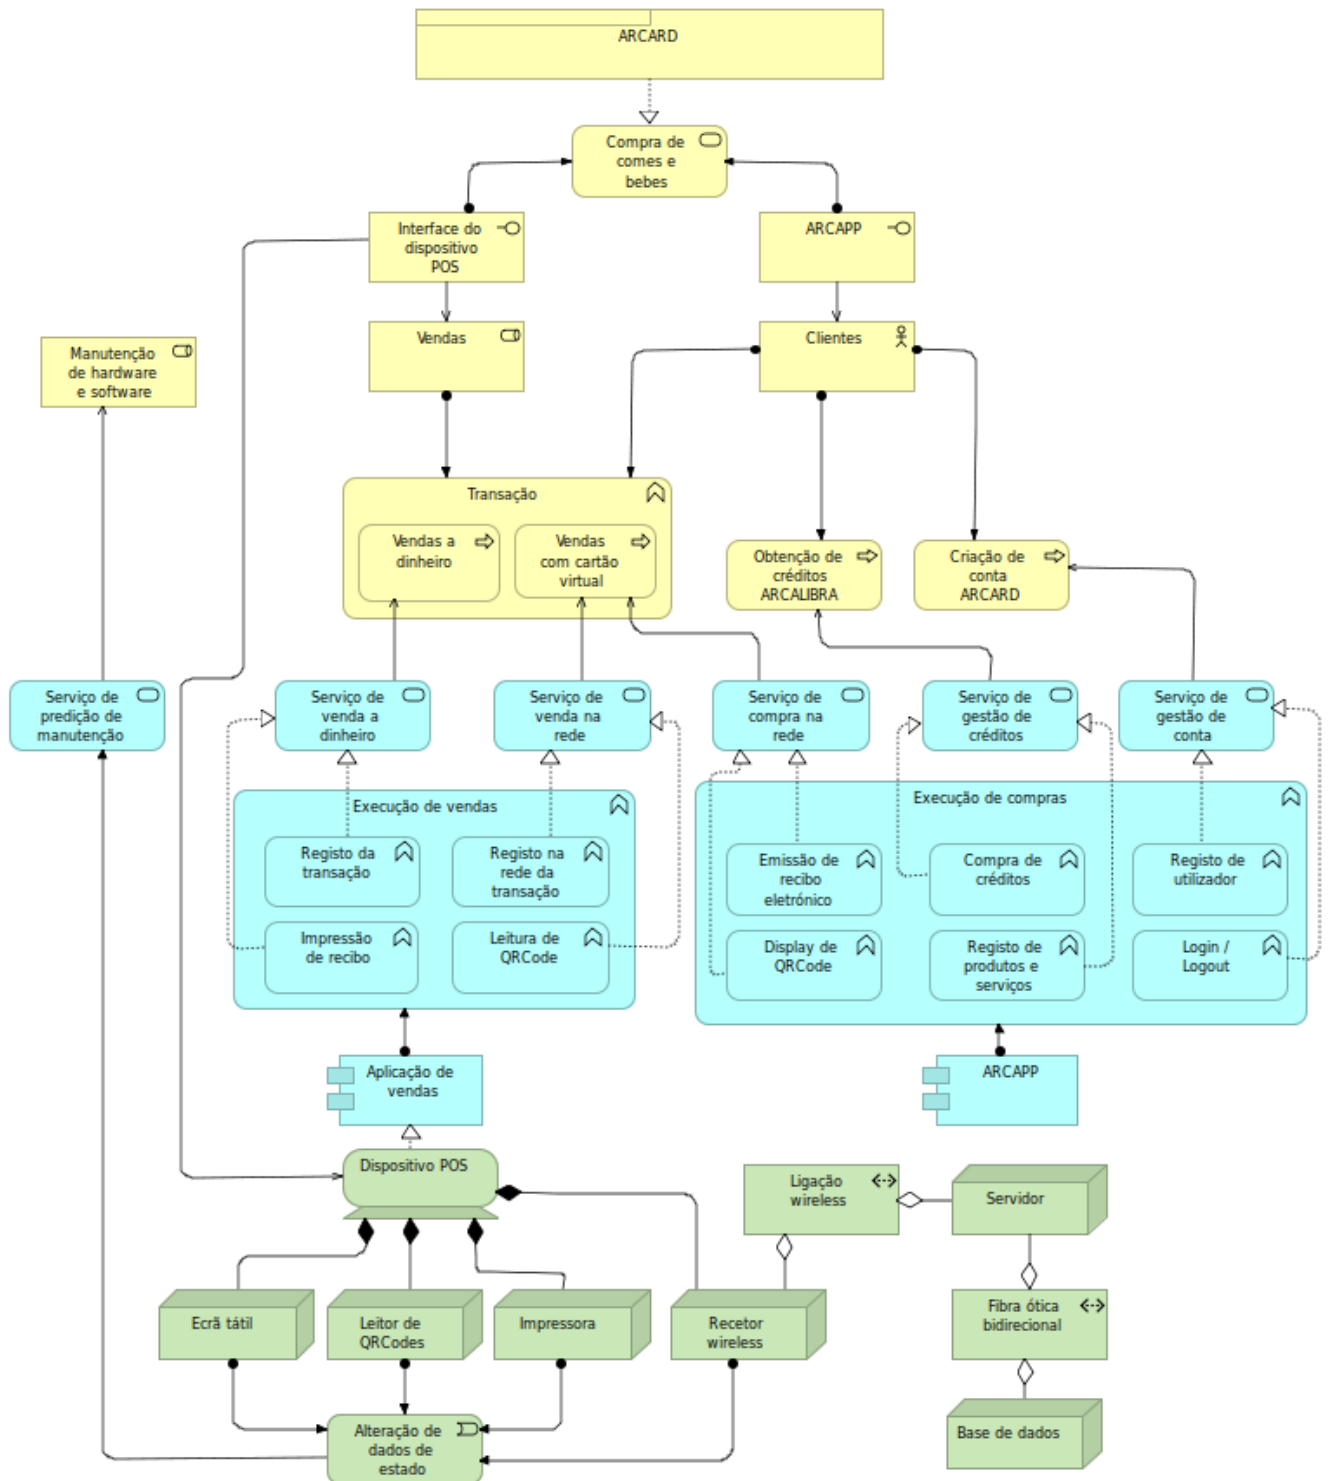 ARCARD
Compra de
comes e
bebes
Interface do
dispositivo
POS
ARCAPP
Vendas
Clientes
Manutenção
de hardware
e software
Transação
Vendas a
dinheiro
Vendas
com cartão
virtual
Obtenção de
créditos
ARCALIBRA
Criação de
conta
ARCARD
Serviço de
predição de
manutenção
Serviço de
venda a
dinheiro
Serviço de
venda na
rede
Serviço de
compra na
rede
Serviço de
gestão de
créditos
Serviço de
gestão de
conta
Execução de vendas
Registo da
transação
Registo na
rede da
transação
Impressão
de recibo
Leitura de
QRCode
Execução de compras
Emissão de
recibo
eletrónico
Compra de
créditos
Registo de
utilizador
Display de
QRCode
Registo de
produtos e
serviços
Login /
Logout
Aplicação de
vendas
ARCAPP
Dispositivo POS
Ligação
wireless
Servidor
Ecrã tátil
Leitor de
QRCodes
Impressora
Recetor
wireless
Fibra ótica
bidirecional
Alteração de
dados de
estado
Base de dados